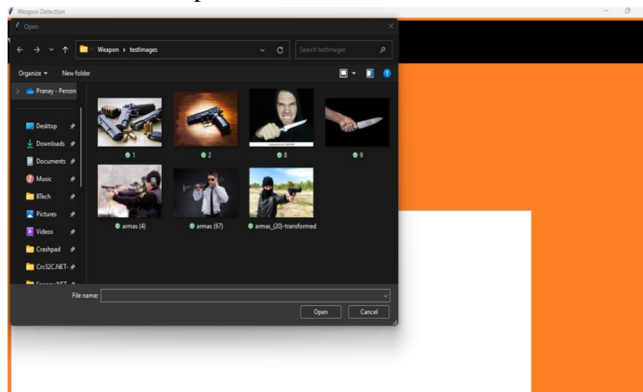 Weapon Detection
Open
Weapon › testImages
Search testImages
Organize
New folder
Pranay - Person
Desktop
Downloads
Documents
Music
BTech
Pictures
Videos
Crashpad
Crc32C.NET-
1
2
8
9
armas (4)
armas (67)
armas_(20)-transformed
File name:
Open
Cancel